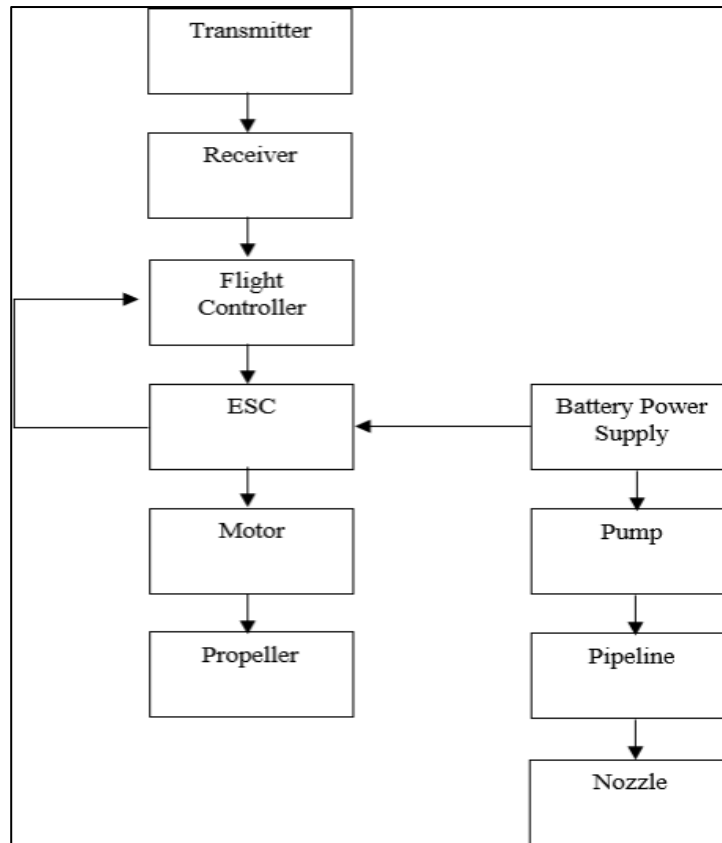 Transmitter
Receiver
Flight
Controller
ESC
Battery Power
Supply
Motor
Pump
Propeller
Pipeline
Nozzle